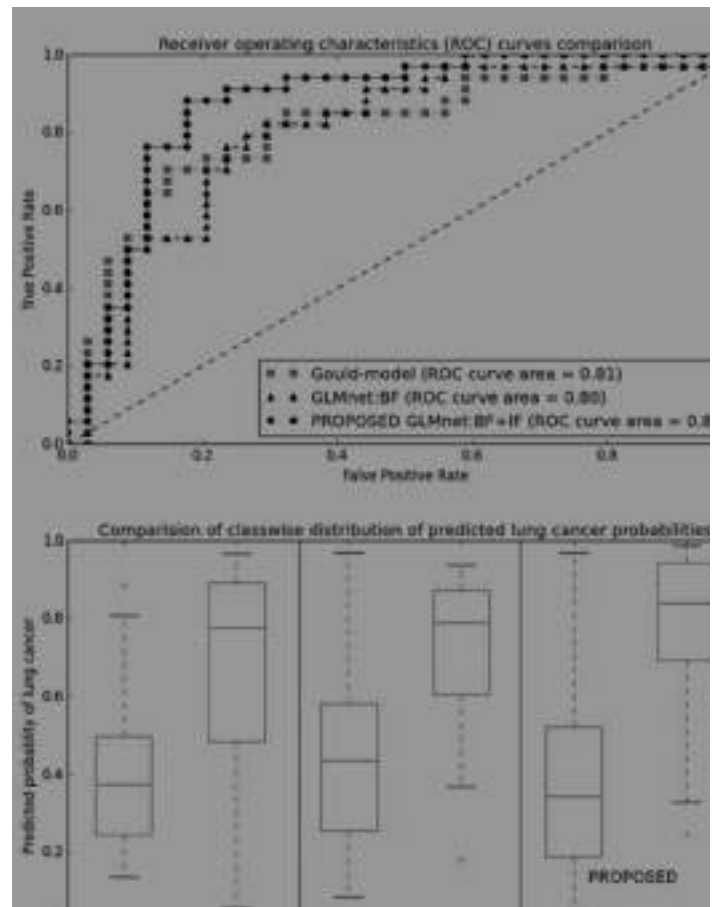 Receiver operating characteristics (ROC) curves comparison
1.0
0.8
0.6
0.4
0.2
0.0
True Positive Rate
Gould-model (ROC curve area = 0.81)
GLMnet:BF (ROC curve area = 0.80)
PROPOSED GLMnet:BF+IF (ROC curve area = 0.8
0.0 0.2 0.4 0.6 0.8
False Positive Rate
Comparision of classwise distribution of predicted lung cancer probabilities
1.0
0.8
0.6
0.4
0.2
Predicted probability of lung cancer
PROPOSED